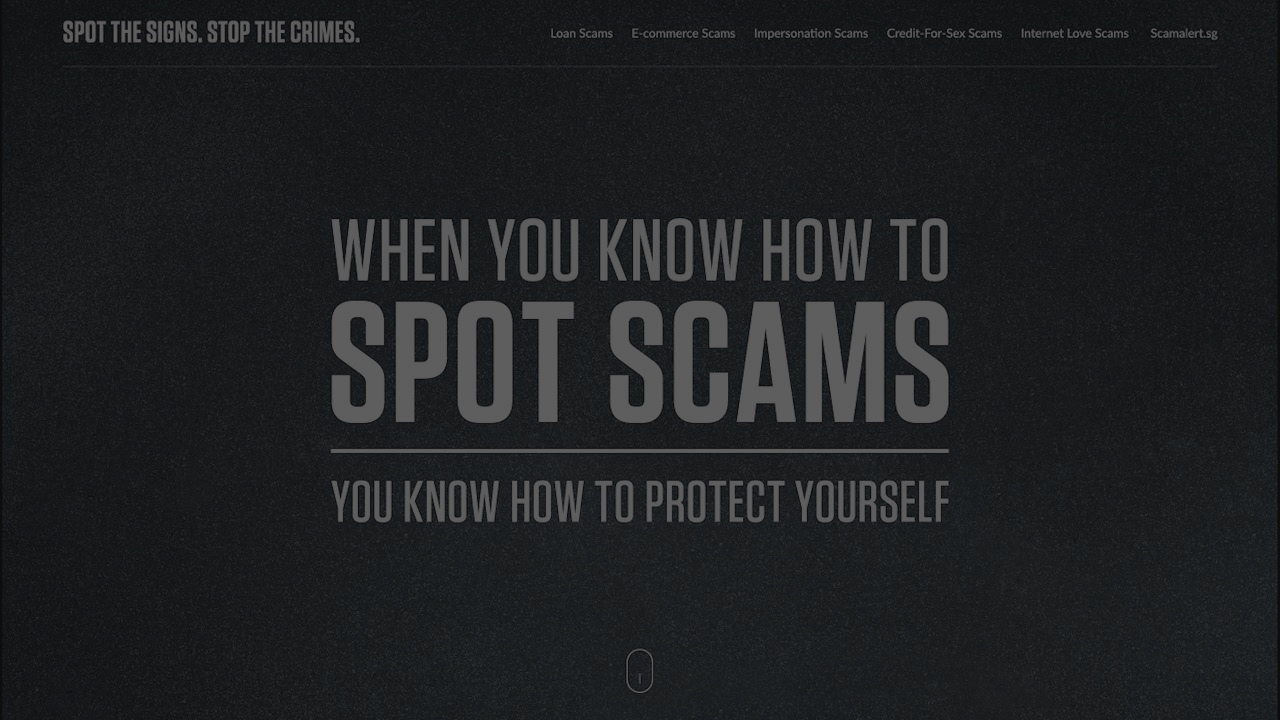 SPOT THE SIGNS. STOP THE CRIMES.
Loan Scams E-commerce Scams Impersonation Scams Credit-For-Sex Scams Internet Love Scams Scamalert.sg
WHEN YOU KNOW HOW TO
SPOT SCAMS
YOU KNOW HOW TO PROTECT YOURSELF